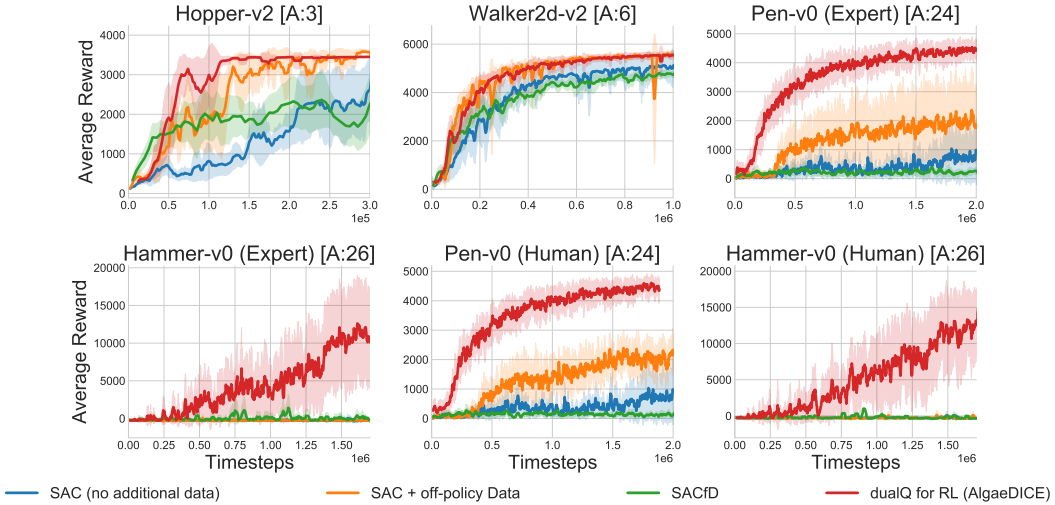 Hopper-v2 [A:3]
Walker2d-v2 [A:6]
Pen-v0 (Expert) [A:24]
Average Reward
4000
3000
2000
1000
0
0.0 0.5 1.0 1.5 2.0 2.5 3.0
1e5
6000
4000
2000
0
0.0 0.2 0.4 0.6 0.8 1.0
1e6
5000
4000
3000
2000
1000
0
0.0 0.5 1.0 1.5 2.0
1e6
Hammer-v0 (Expert) [A:26]
Pen-v0 (Human) [A:24]
Hammer-v0 (Human) [A:26]
Average Reward
20000
15000
10000
5000
0
0.00 0.25 0.50 0.75 1.00 1.25 1.50
1e6
Timesteps
5000
4000
3000
2000
1000
0
0.0 0.5 1.0 1.5 2.0
1e6
Timesteps
20000
15000
10000
5000
0
0.00 0.25 0.50 0.75 1.00 1.25 1.50
1e6
Timesteps
SAC (no additional data)
SAC + off-policy Data
SACfD
dualQ for RL (AlgaeDICE)